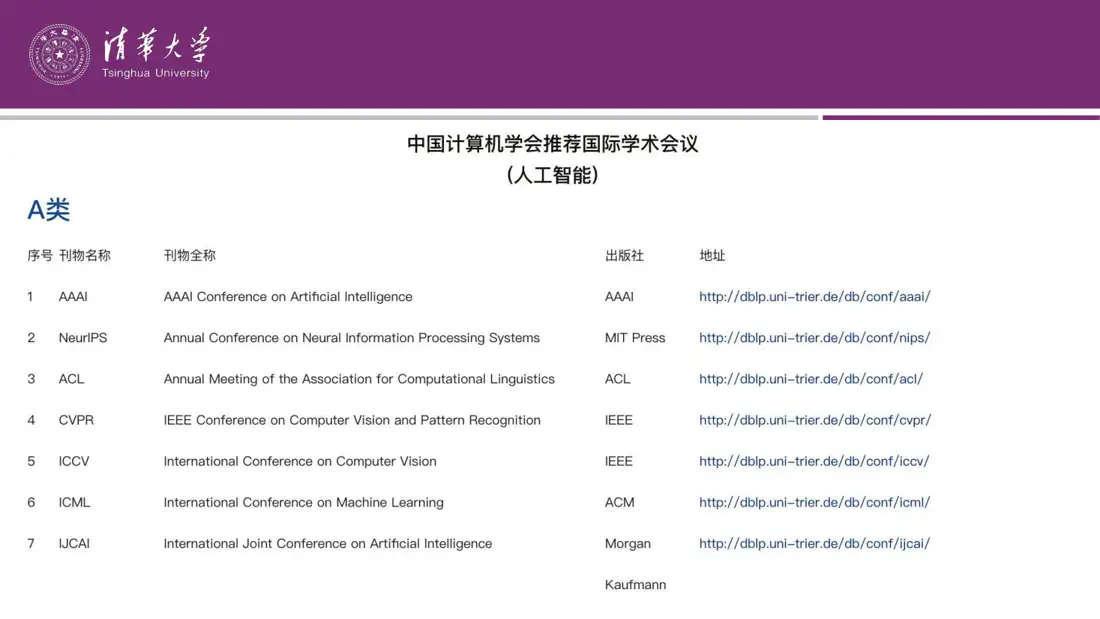 清华大学
Tsinghua University
中国计算机学会推荐国际学术会议
(人工智能)
A类
序号 刊物名称 刊物全称 出版社 地址
1 AAAI AAAI Conference on Artificial Intelligence AAAI http://dblp.uni-trier.de/db/conf/aaai/
2 NeurIPS Annual Conference on Neural Information Processing Systems MIT Press http://dblp.uni-trier.de/db/conf/nips/
3 ACL Annual Meeting of the Association for Computational Linguistics ACL http://dblp.uni-trier.de/db/conf/acl/
4 CVPR IEEE Conference on Computer Vision and Pattern Recognition IEEE http://dblp.uni-trier.de/db/conf/cvpr/
5 ICCV International Conference on Computer Vision IEEE http://dblp.uni-trier.de/db/conf/iccv/
6 ICML International Conference on Machine Learning ACM http://dblp.uni-trier.de/db/conf/icml/
7 IJCAI International Joint Conference on Artificial Intelligence Morgan http://dblp.uni-trier.de/db/conf/ijcai/
Kaufmann